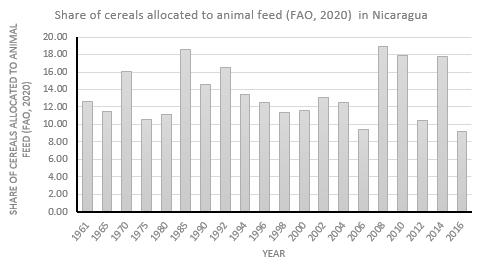 Share of cereals allocated to animal feed (FAO, 2020)  in Nicaragua
SHARE OF CEREALS ALLOCATED TO ANIMAL
FEED (FAO, 2020)
20.00
18.00
16.00
14.00
12.00
10.00
8.00
6.00
4.00
2.00
0.00
1961 1965 1970 1975 1980 1985 1990 1992 1994 1996 1998 2000 2002 2004 2006 2008 2010 2012 2014 2016
YEAR